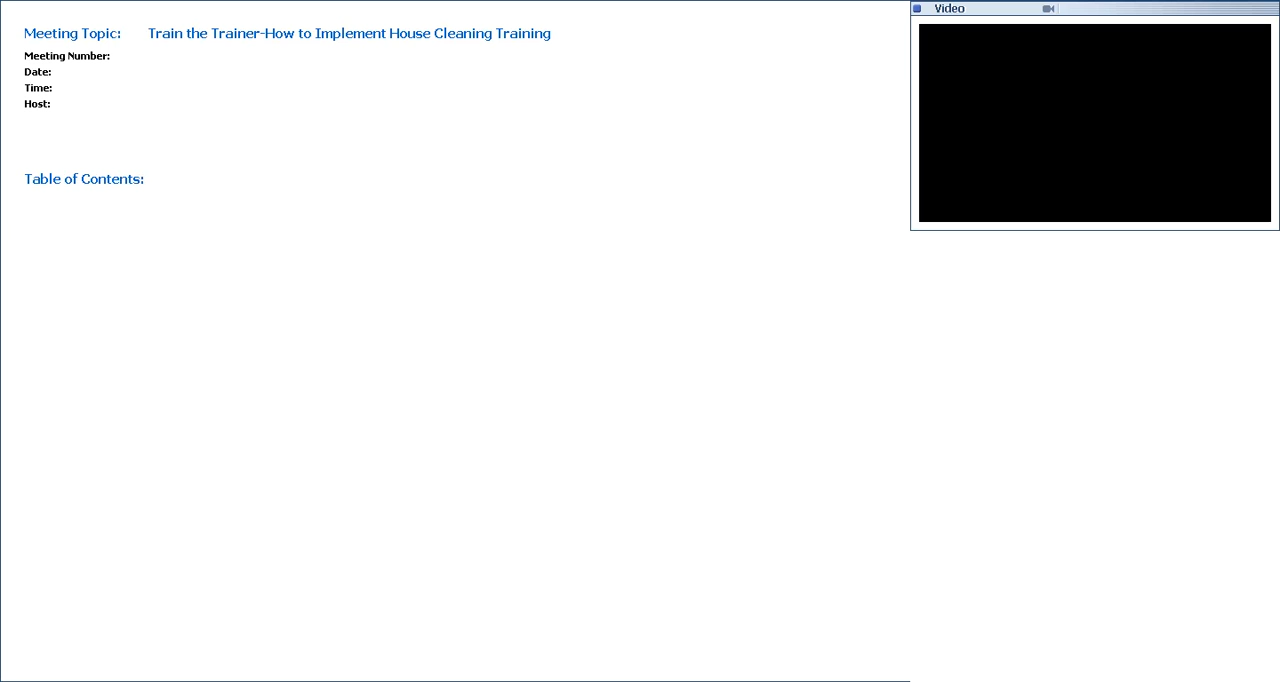 Meeting Topic: Train the Trainer-How to Implement House Cleaning Training
Meeting Number:
Date:
Time:
Host:
Table of Contents:
Video